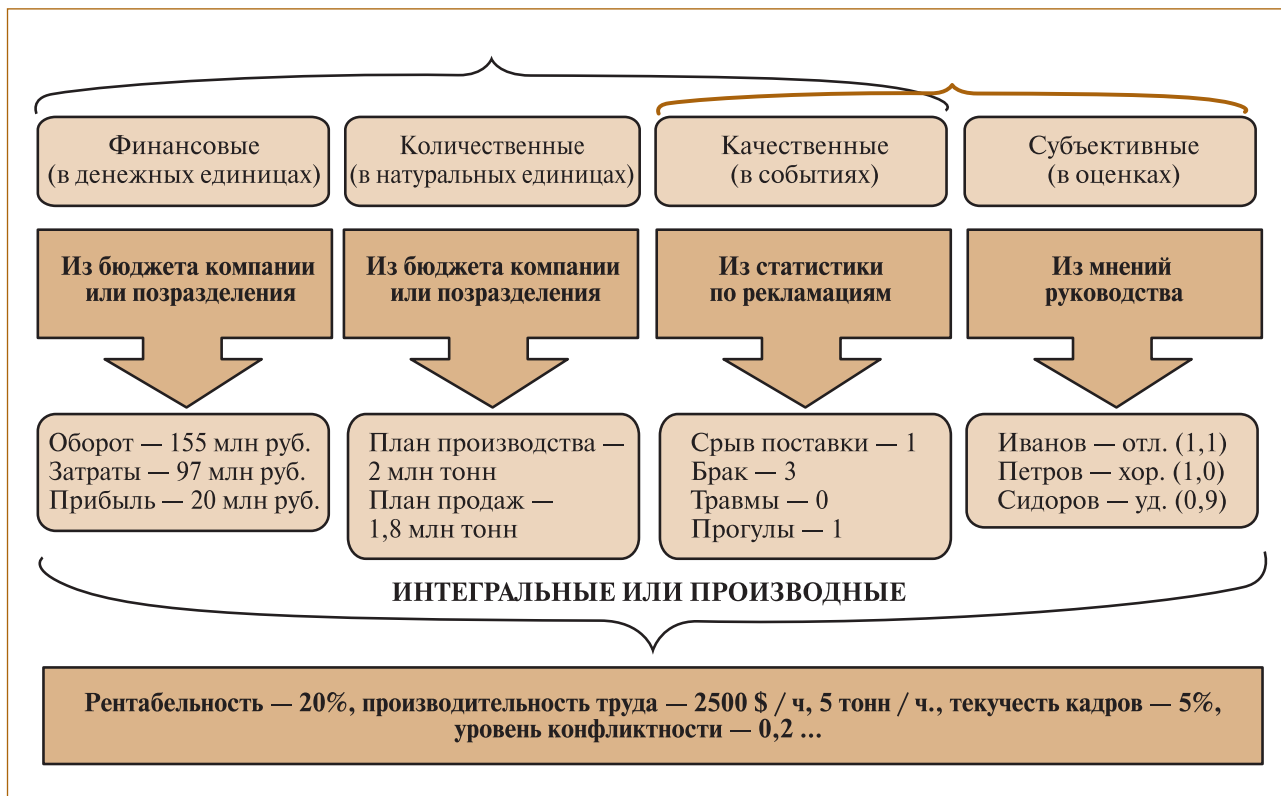 Финансовые
(в денежных единицах)
Количественные
(в натуральных единицах)
Качественные
(в событиях)
Субъективные
(в оценках)
Из бюджета компании
или позразделения
Из бюджета компании
или позразделения
Из статистики
по рекламациям
Из мнений
руководства
Оборот — 155 млн руб.
Затраты — 97 млн руб.
Прибыль — 20 млн руб.
План производства —
2 млн тонн
План продаж —
1,8 млн тонн
Срыв поставки — 1
Брак — 3
Травмы — 0
Прогулы — 1
Иванов — отл. (1,1)
Петров — хор. (1,0)
Сидоров — уд. (0,9)
ИНТЕГРАЛЬНЫЕ ИЛИ ПРОИЗВОДНЫЕ
Рентабельность — 20%, производительность труда — 2500 $ / ч, 5 тонн / ч., текучесть кадров — 5%,
уровень конфликтности — 0,2 ...